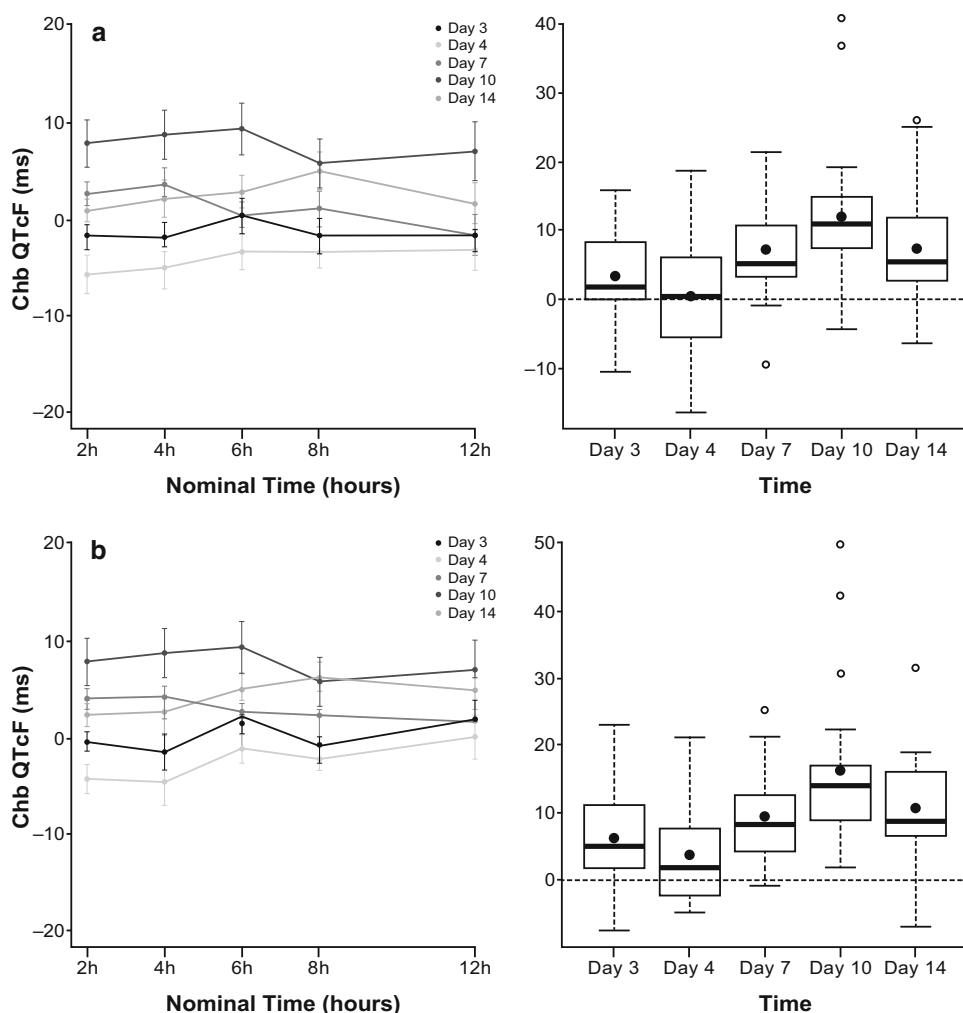 a
Chb QTcF (ms)
20
10
0
–10
–20
Day 3
Day 4
Day 7
Day 10
Day 14
2h 4h 6h 8h 12h
Nominal Time (hours)
40
30
20
10
0
–10
Day 3 Day 4 Day 7 Day 10 Day 14
Time
b
Chb QTcF (ms)
20
10
0
–10
–20
Day 3
Day 4
Day 7
Day 10
Day 14
2h 4h 6h 8h 12h
Nominal Time (hours)
50
40
30
20
10
0
Day 3 Day 4 Day 7 Day 10 Day 14
Time